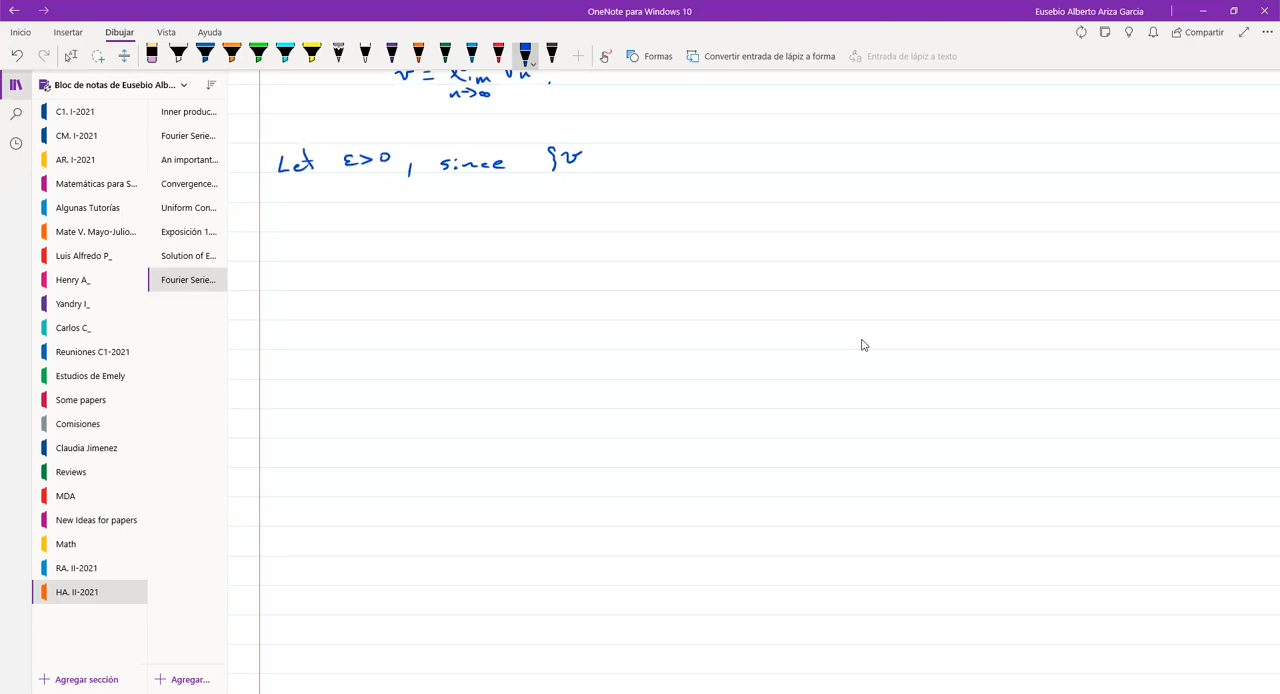 OneNote para Windows 10
Eusebio Alberto Ariza Garcia
Inicio Insertar Dibujar Vista Ayuda
Compartir
Formas
Convertir entrada de lápiz a forma
Entrada de lápiz a texto
Bloc de notas de Eusebio Alb...
C1. I-2021
CM. I-2021
AR. I-2021
Matemáticas para S...
Algunas Tutorías
Mate V. Mayo-Julio...
Luis Alfredo P_
Henry A_
Yandry I_
Carlos C_
Reuniones C1-2021
Estudios de Emely
Some papers
Comisiones
Claudia Jimenez
Reviews
MDA
New Ideas for papers
Math
RA. II-2021
HA. II-2021
Agregar sección
Inner produc...
Fourier Serie...
An important...
Convergence...
Uniform Con...
Exposición 1....
Solution of E...
Fourier Serie...
Agregar...
v = lim vn .
n→∞
Let ε>0, since {v